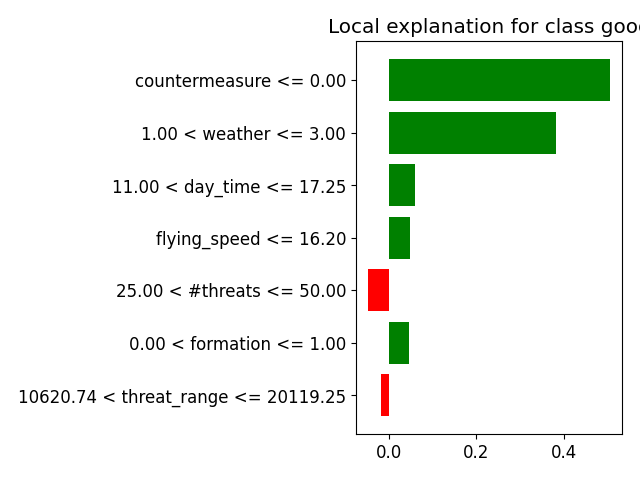 Local explanation for class good
countermeasure <= 0.00
1.00 < weather <= 3.00
11.00 < day_time <= 17.25
flying_speed <= 16.20
25.00 < #threats <= 50.00
0.00 < formation <= 1.00
10620.74 < threat_range <= 20119.25
0.0 0.2 0.4